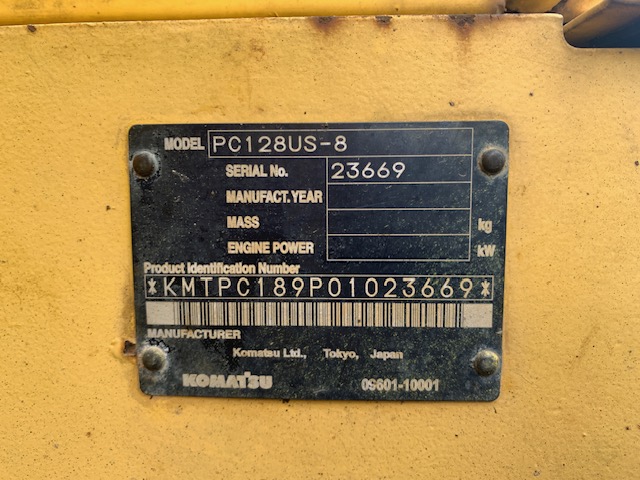 MODEL PC128US-8
SERIAL No. 23669
MANUFACT.YEAR
MASS kg
ENGINE POWER kW
Product Identification Number
*KMTPC189P01023669*
MANUFACTURER
Komatsu Ltd., Tokyo, Japan
KOMATSU 09601-10001